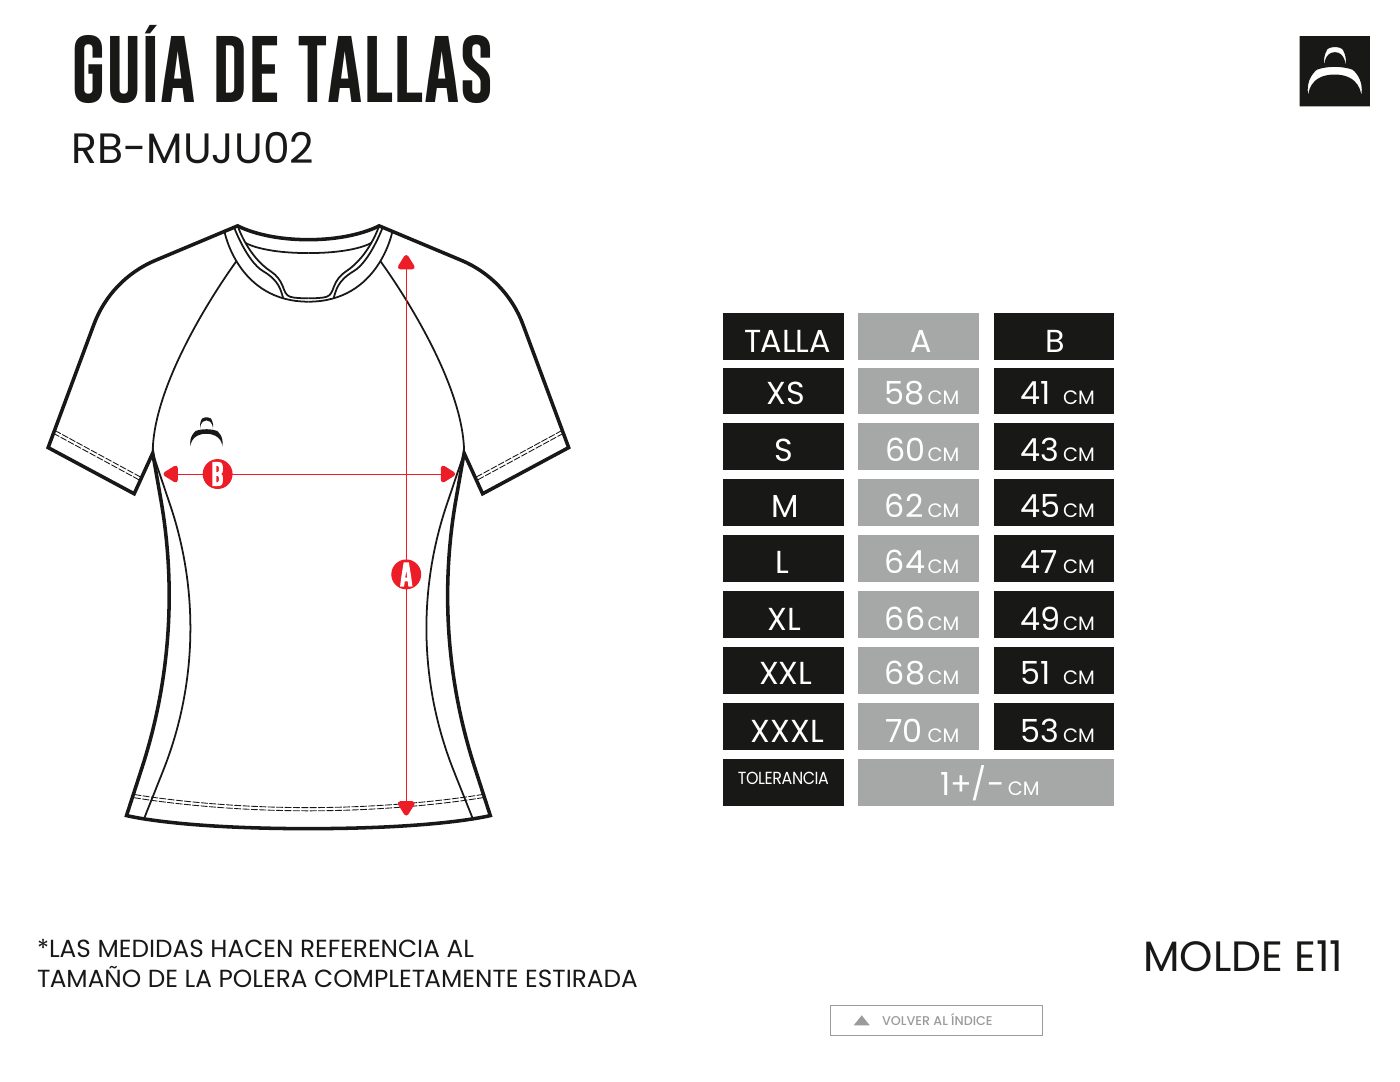 GUÍA DE TALLAS
RB-MUJU02
B
A
TALLA A B
XS 58 CM 41 CM
S 60 CM 43 CM
M 62 CM 45 CM
L 64 CM 47 CM
XL 66 CM 49 CM
XXL 68 CM 51 CM
XXXL 70 CM 53 CM
TOLERANCIA 1+/- CM
*LAS MEDIDAS HACEN REFERENCIA AL
TAMAÑO DE LA POLERA COMPLETAMENTE ESTIRADA
MOLDE E11
VOLVER AL ÍNDICE